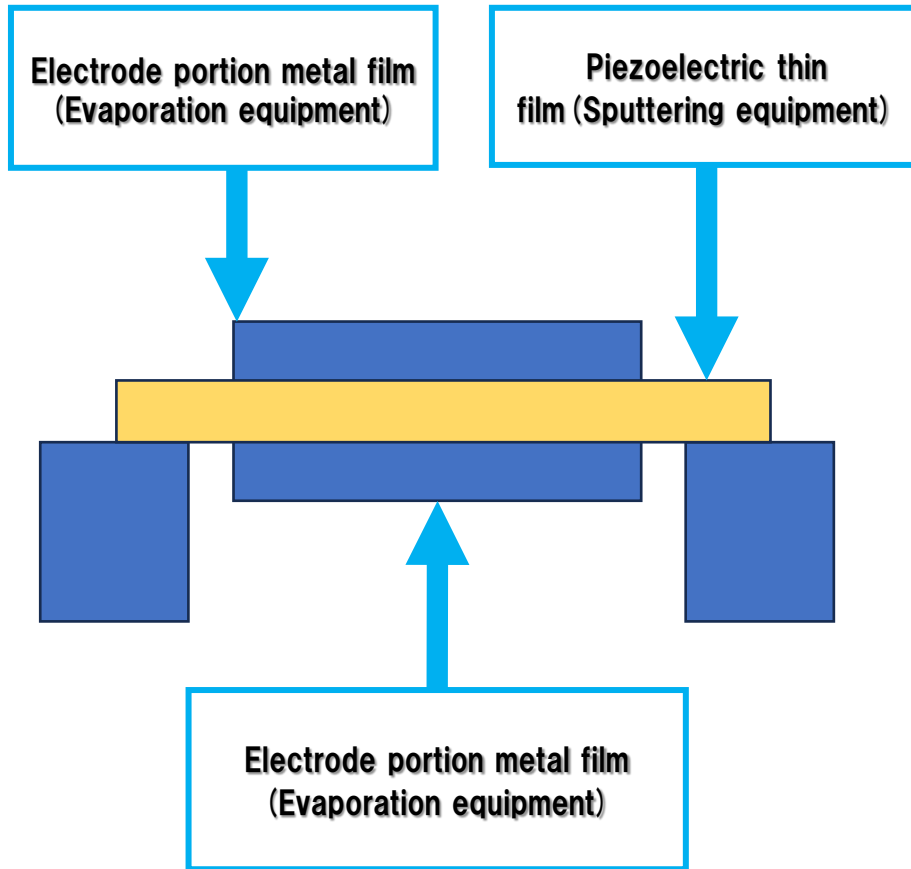 Electrode portion metal film
(Evaporation equipment)
Piezoelectric thin
film (Sputtering equipment)
Electrode portion metal film
(Evaporation equipment)